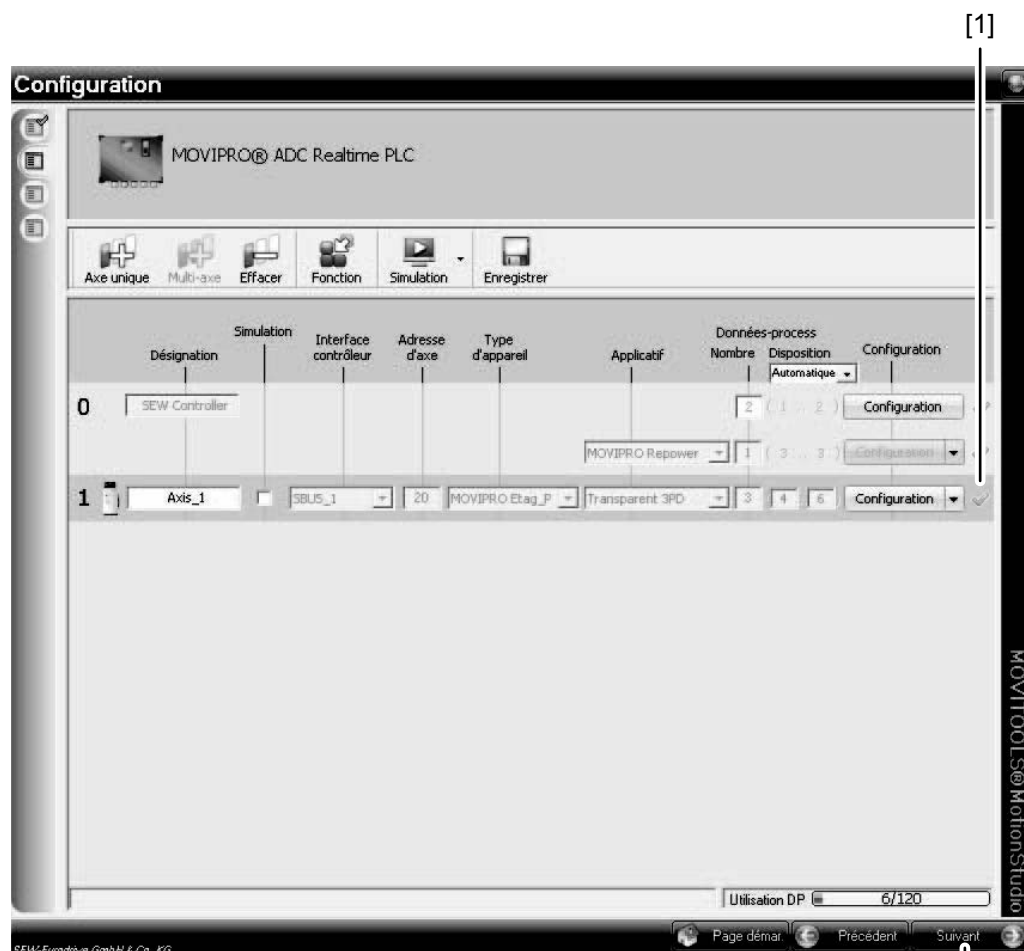 [1]
Configuration
MOVIPRO® ADC Realtime PLC
Axe unique Multi-axe Effacer Fonction Simulation Enregistrer
Désignation Simulation Interface contrôleur Adresse d'axe Type d'appareil Applicatif Données-process Nombre Disposition Configuration
Automatique
0 SEW Controller 2 ( 1 .. 2 ) Configuration
MOVIPRO Repower 1 ( 3 .. 3 ) Configuration
1 Axis_1 SBUS_1 20 MOVIPRO Etag_P Transparent 3PD 3 4 6 Configuration
MOVITOOLS®MotionStudio
Utilisation DP 6/120
Page démar. Précédent Suivant
SEW-Eurodrive GmbH & Co. KG